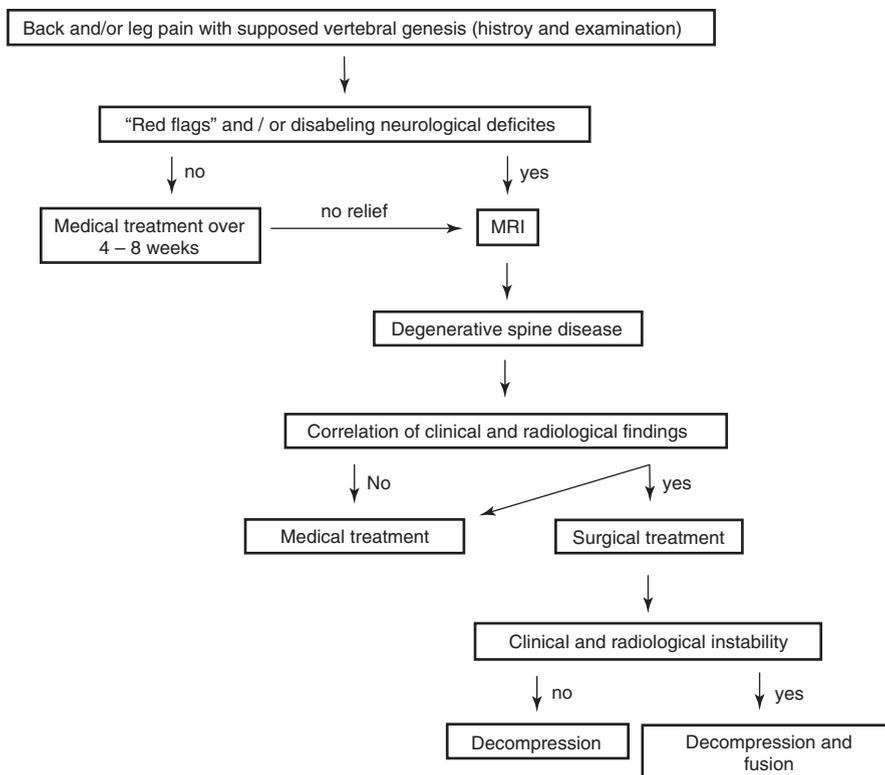 Back and/or leg pain with supposed vertebral genesis (histroy and examination)
“Red flags” and / or disabeling neurological deficites
no
yes
Medical treatment over
4 – 8 weeks
no relief
MRI
Degenerative spine disease
Correlation of clinical and radiological findings
No
yes
Medical treatment
Surgical treatment
Clinical and radiological instability
no
yes
Decompression
Decompression and
fusion